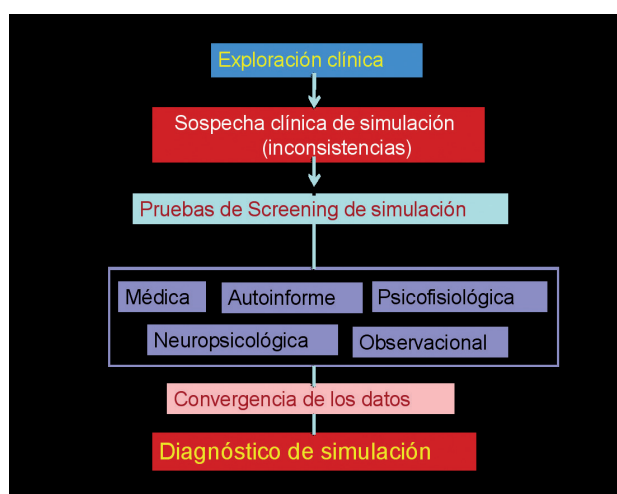 Exploración clínica
Sospecha clínica de simulación
(inconsistencias)
Pruebas de Screening de simulación
Médica
Autoinforme
Psicofisiológica
Neuropsicológica
Observacional
Convergencia de los datos
Diagnóstico de simulación